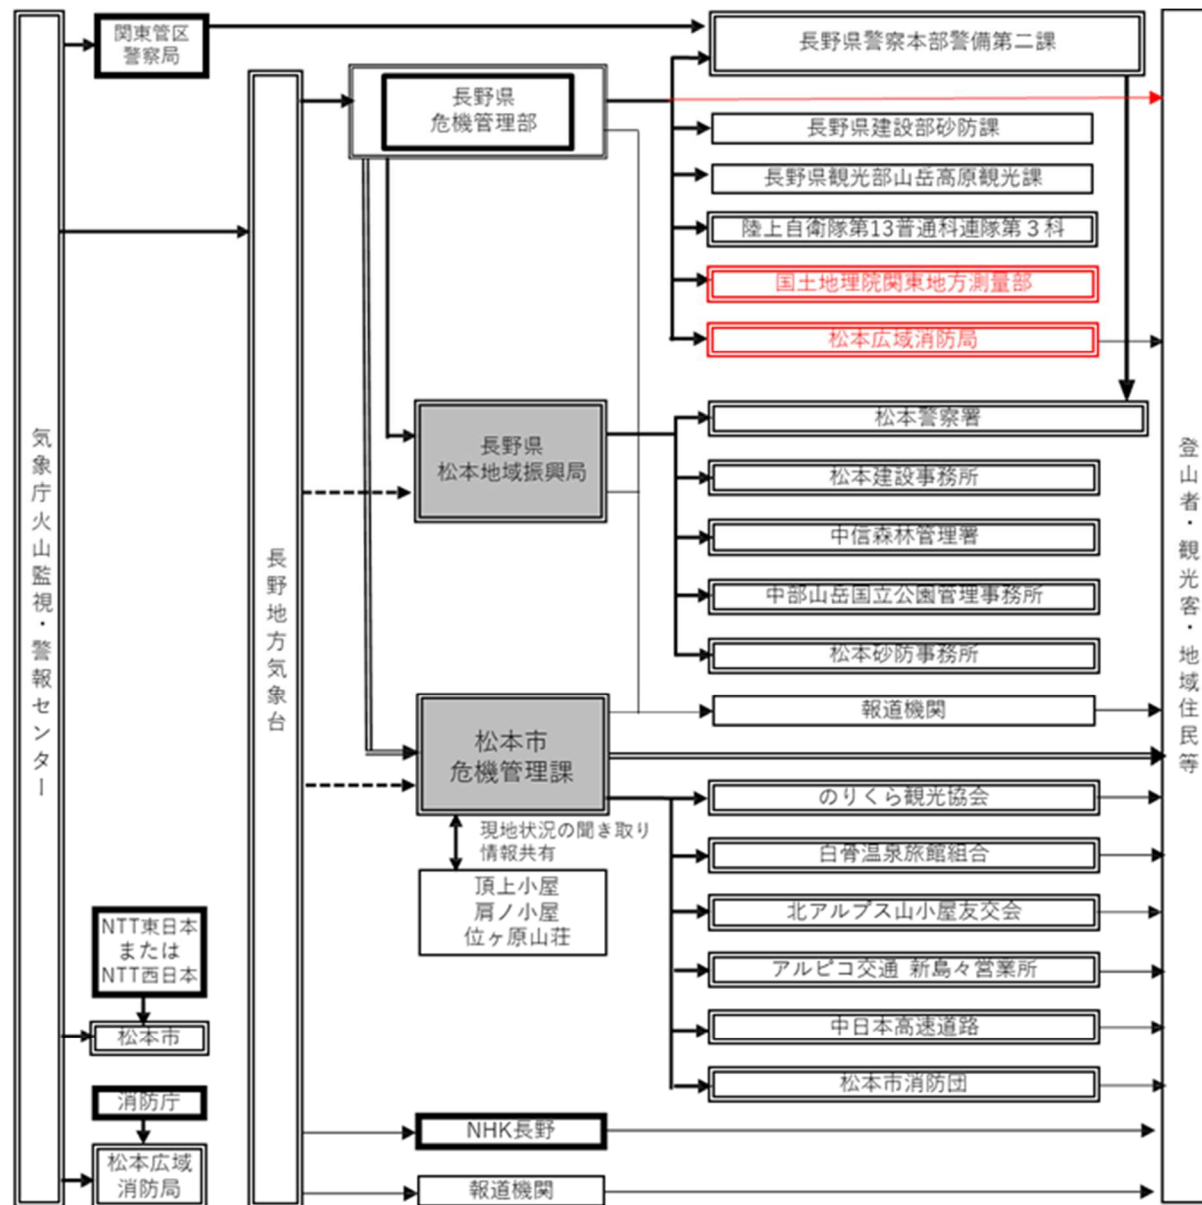 気象庁火山監視・警報センター
関東管区
警察局
NTT東日本
または
NTT西日本
松本市
消防庁
松本広域
消防局
長野地方気象台
長野県
危機管理部
長野県
松本地域振興局
松本市
危機管理課
現地状況の聞き取り
情報共有
頂上小屋
肩ノ小屋
位ヶ原山荘
NHK長野
報道機関
長野県警察本部警備第二課
長野県建設部砂防課
長野県観光部山岳高原観光課
陸上自衛隊第13普通科連隊第3科
国土地理院関東地方測量部
松本広域消防局
松本警察署
松本建設事務所
中信森林管理署
中部山岳国立公園管理事務所
松本砂防事務所
報道機関
のりくら観光協会
白骨温泉旅館組合
北アルプス山小屋友交会
アルピコ交通 新島々営業所
中日本高速道路
松本市消防団
登山者・観光客・地域住民等